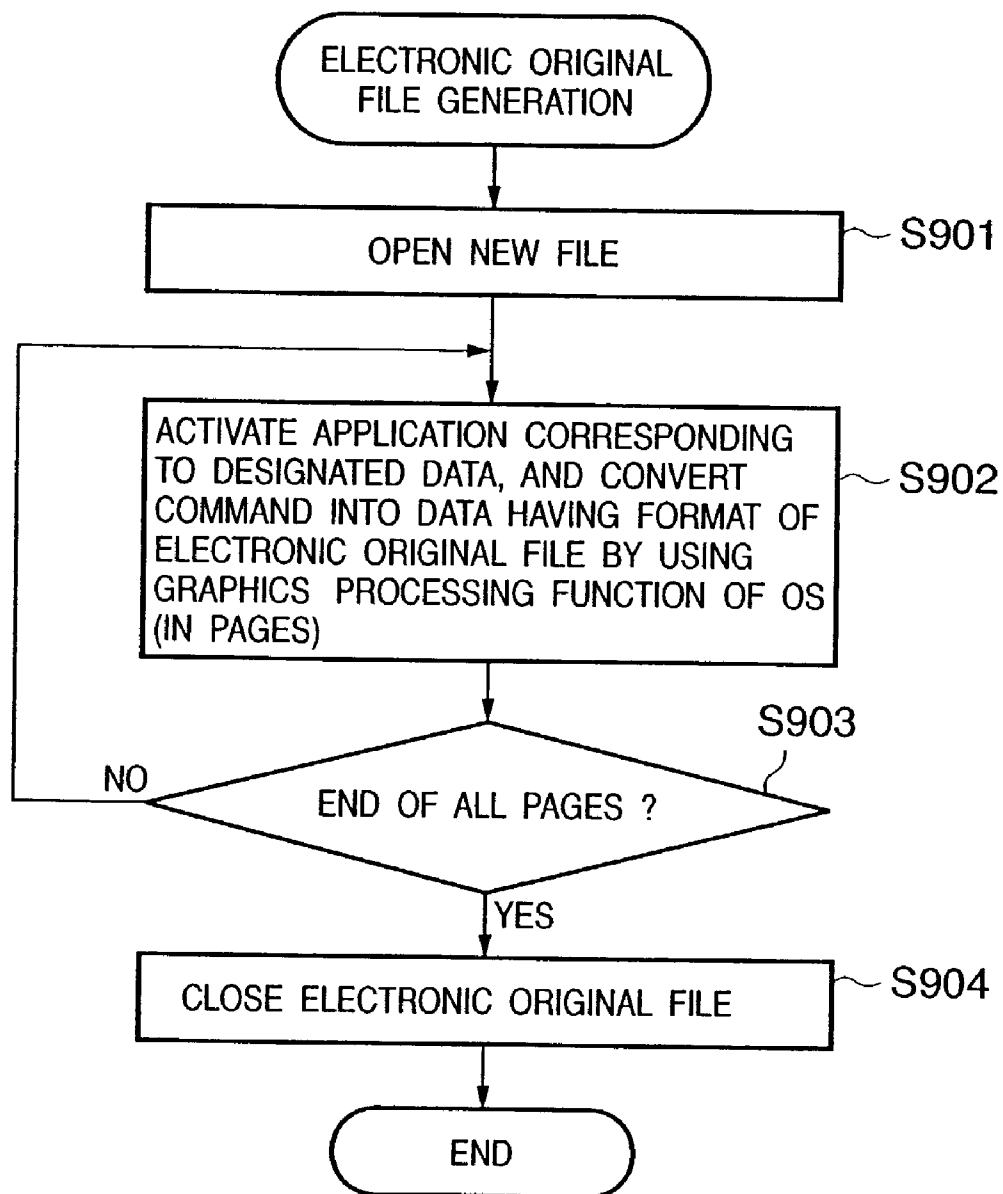 ELECTRONIC ORIGINAL
FILE GENERATION
OPEN NEW FILE
S901
ACTIVATE APPLICATION CORRESPONDING
TO DESIGNATED DATA, AND CONVERT
COMMAND INTO DATA HAVING FORMAT OF
ELECTRONIC ORIGINAL FILE BY USING
GRAPHICS PROCESSING FUNCTION OF OS
(IN PAGES)
S902
S903
NO
END OF ALL PAGES ?
YES
CLOSE ELECTRONIC ORIGINAL FILE
S904
END